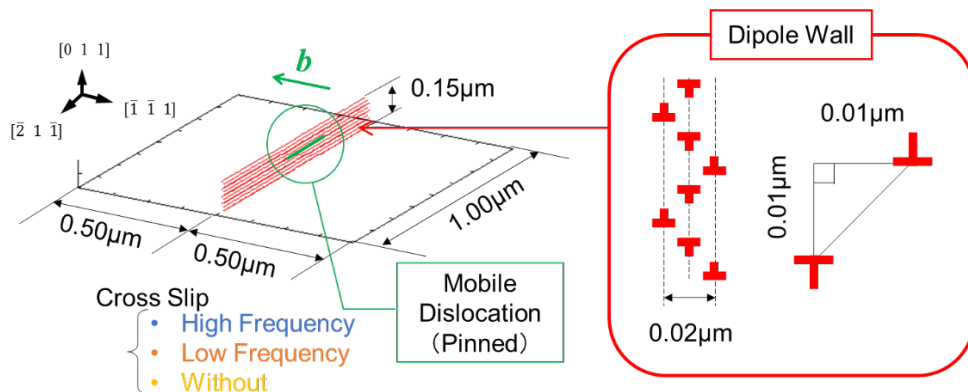 [0 1 1]
[1̅ 1̅ 1]
[2̅ 1 1̅]
b
0.15μm
1.00μm
0.50μm
0.50μm
Cross Slip
• High Frequency
• Low Frequency
• Without
Mobile
Dislocation
(Pinned)
Dipole Wall
0.01μm
0.01μm
0.02μm